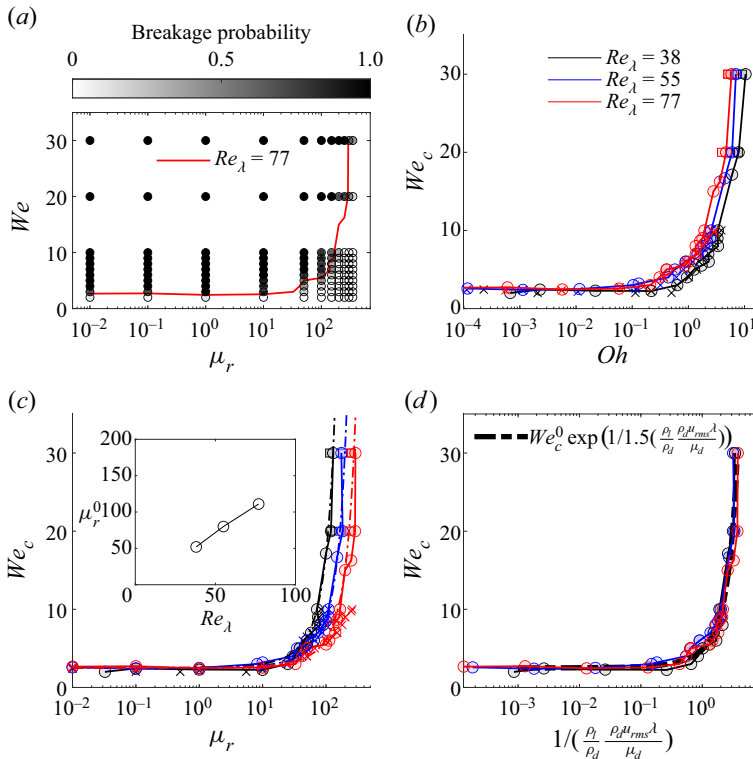 (a)
Breakage probability
0 0.5 1.0
30
20
10
0
We
Re_λ = 77
10^−2 10^−1 10^0 10^1 10^2
μ_r
(b)
30
20
10
0
We_c
Re_λ = 38
Re_λ = 55
Re_λ = 77
10^−4 10^−3 10^−2 10^−1 10^0 10^1
Oh
(c)
30
20
10
0
We_c
200
150
100
50
0
μ_r^0
0 50 100
Re_λ
10^−2 10^−1 10^0 10^1 10^2
μ_r
(d)
30
20
10
0
We_c
We_c^0 exp(1/1.5(ρ_l/ρ_d ρ_d u_rms λ/μ_d))
10^−3 10^−2 10^−1 10^0
1/(ρ_l/ρ_d ρ_d u_rms λ/μ_d)